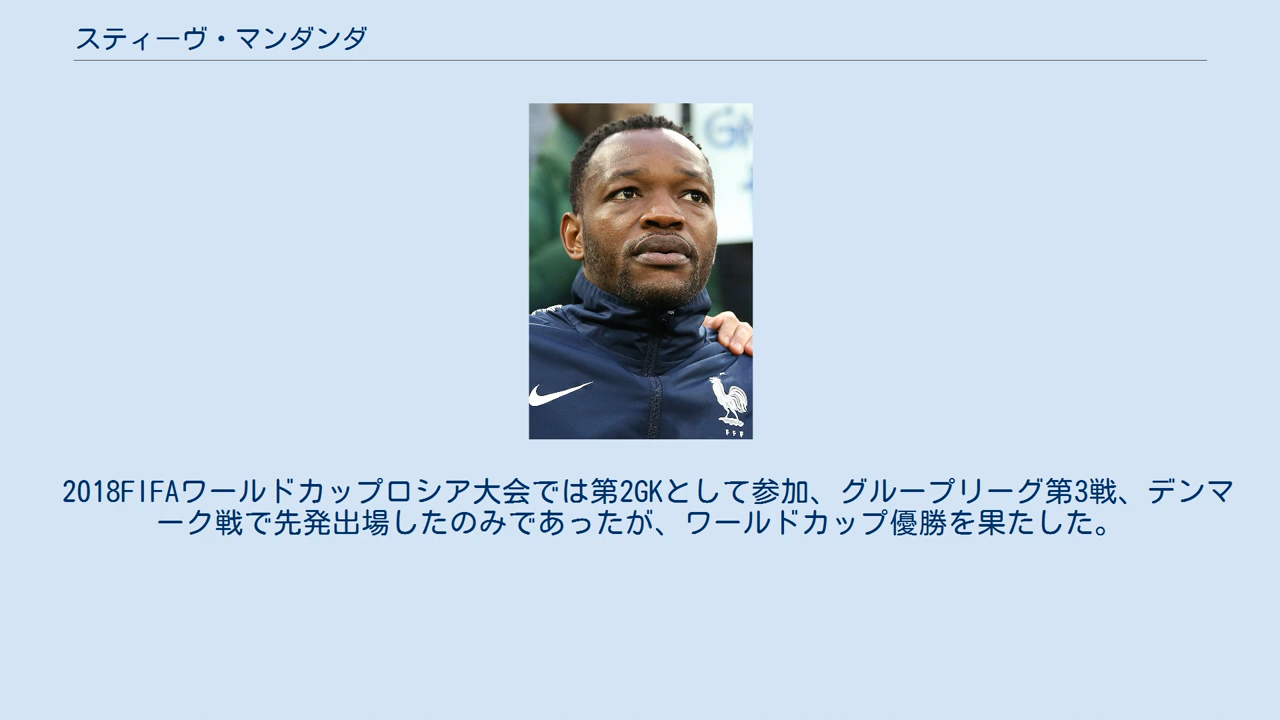 スティーヴ・マンダンダ
GM
FFF
2018FIFAワールドカップロシア大会では第2GKとして参加、グループリーグ第3戦、デンマ
ーク戦で先発出場したのみであったが、ワールドカップ優勝を果たした。